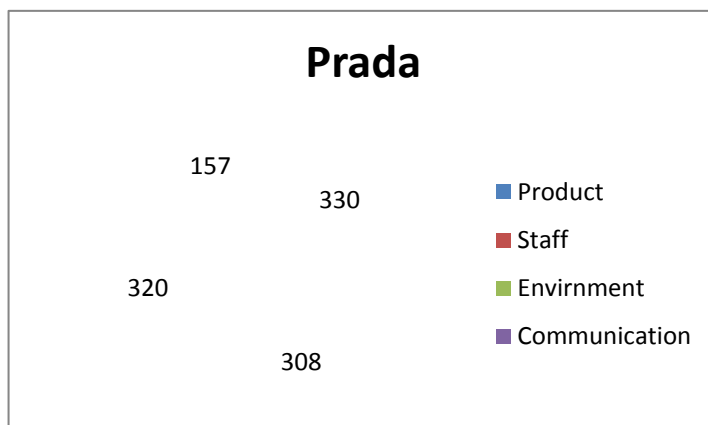 Prada
157
330
320
308
Product
Staff
Envirnment
Communication